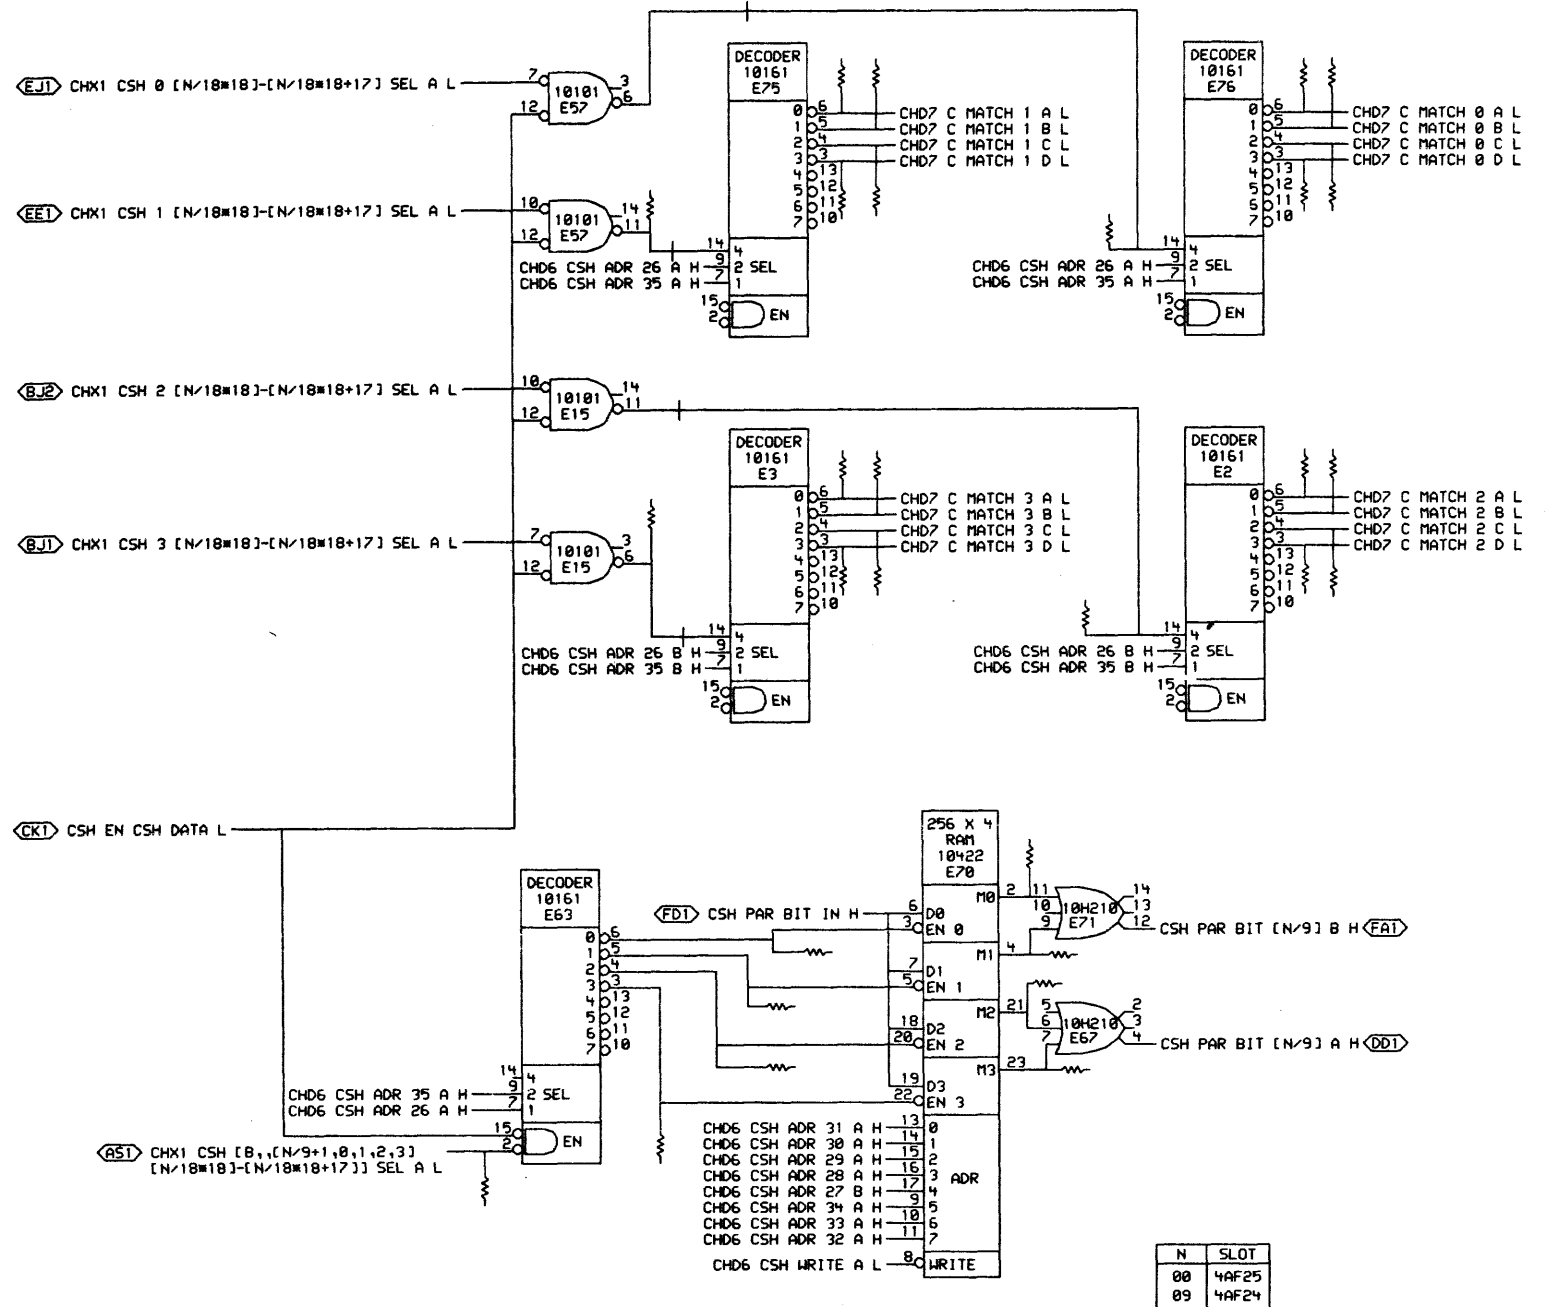 EJ1 CHX1 CSH 0 [N/18*18]-[N/18*18+17] SEL A L
7
12
10101
E57
3
6
DECODER
10161
E75
0 6 CHD7 C MATCH 1 A L
1 5 CHD7 C MATCH 1 B L
2 4 CHD7 C MATCH 1 C L
3 3 CHD7 C MATCH 1 D L
4 13
5 12
6 11
7 10
14 4
CHD6 CSH ADR 26 A H 9 2 SEL
CHD6 CSH ADR 35 A H 7 1
15
2
EN
DECODER
10161
E76
0 6 CHD7 C MATCH 0 A L
1 5 CHD7 C MATCH 0 B L
2 4 CHD7 C MATCH 0 C L
3 3 CHD7 C MATCH 0 D L
4 13
5 12
6 11
7 10
14 4
CHD6 CSH ADR 26 A H 9 2 SEL
CHD6 CSH ADR 35 A H 7 1
15
2
EN
EE1 CHX1 CSH 1 [N/18*18]-[N/18*18+17] SEL A L
10
12
10101
E57
14
11
BJ2 CHX1 CSH 2 [N/18*18]-[N/18*18+17] SEL A L
10
12
10101
E15
14
11
DECODER
10161
E3
0 6 CHD7 C MATCH 3 A L
1 5 CHD7 C MATCH 3 B L
2 4 CHD7 C MATCH 3 C L
3 3 CHD7 C MATCH 3 D L
4 13
5 12
6 11
7 10
14 4
CHD6 CSH ADR 26 B H 9 2 SEL
CHD6 CSH ADR 35 B H 7 1
15
2
EN
DECODER
10161
E2
0 6 CHD7 C MATCH 2 A L
1 5 CHD7 C MATCH 2 B L
2 4 CHD7 C MATCH 2 C L
3 3 CHD7 C MATCH 2 D L
4 13
5 12
6 11
7 10
14 4
CHD6 CSH ADR 26 B H 9 2 SEL
CHD6 CSH ADR 35 B H 7 1
15
2
EN
BJ1 CHX1 CSH 3 [N/18*18]-[N/18*18+17] SEL A L
7
12
10101
E15
3
6
CK1 CSH EN CSH DATA L
DECODER
10161
E63
0 6
1 5
2 4
3 3
4 13
5 12
6 11
7 10
14 4
CHD6 CSH ADR 35 A H 9 2 SEL
CHD6 CSH ADR 26 A H 7 1
15
2
EN
AS1 CHX1 CSH [B,,[N/9+1,0,1,2,3]
[N/18*18]-[N/18*18+17]] SEL A L
256 X 4
RAM
10422
E70
FD1 CSH PAR BIT IN H 6 D0
3 EN 0
M0 2
7 D1
5 EN 1
M1 4
18 D2
20 EN 2
M2 21
19 D3
22 EN 3
M3 23
11
10
9
10H210
E71
14
13
12 CSH PAR BIT [N/9] B H FA1
5
6
7
10H210
E67
2
3
4 CSH PAR BIT [N/9] A H DD1
CHD6 CSH ADR 31 A H 13 0
CHD6 CSH ADR 30 A H 14 1
CHD6 CSH ADR 29 A H 15 2
CHD6 CSH ADR 28 A H 16 3
CHD6 CSH ADR 27 B H 17 4
CHD6 CSH ADR 34 A H 9 5
CHD6 CSH ADR 33 A H 10 6
CHD6 CSH ADR 32 A H 11 7
ADR
CHD6 CSH WRITE A L 8 WRITE
N SLOT
00 4AF25
09 4AF24